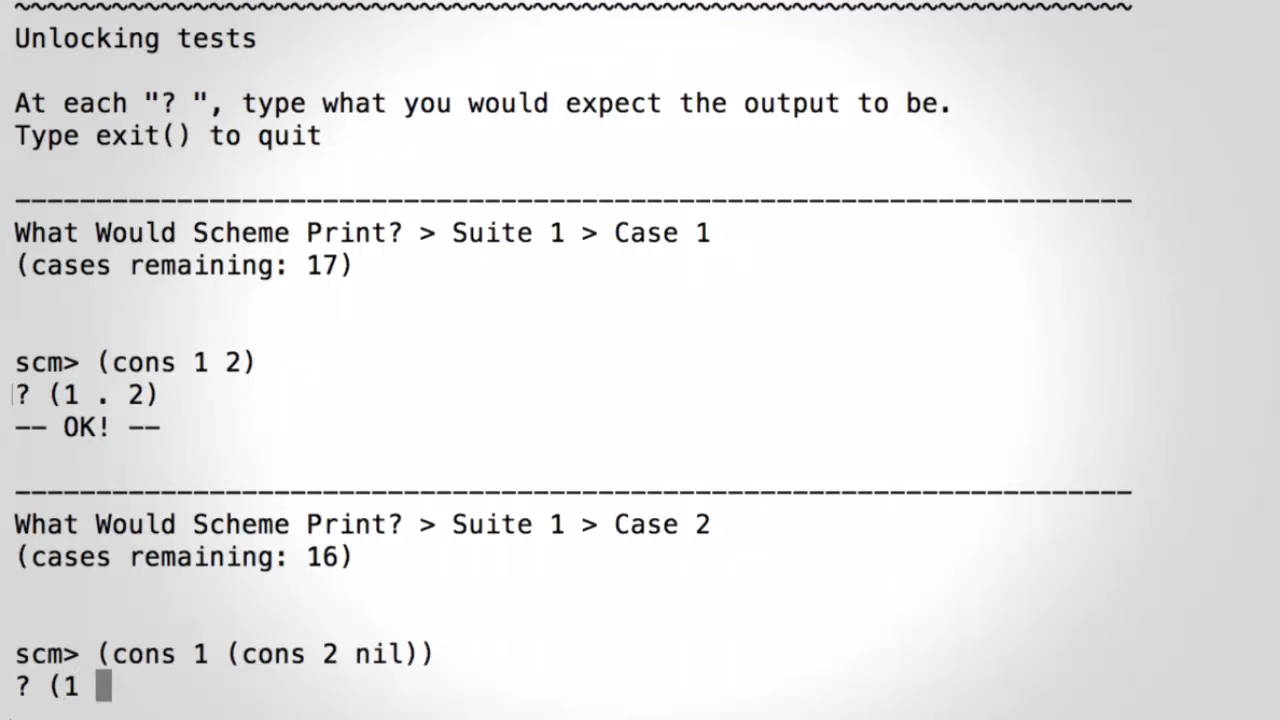 Unlocking tests
At each "? ", type what you would expect the output to be.
Type exit() to quit
What Would Scheme Print? > Suite 1 > Case 1
(cases remaining: 17)
scm> (cons 1 2)
? (1 . 2)
-- OK! --
What Would Scheme Print? > Suite 1 > Case 2
(cases remaining: 16)
scm> (cons 1 (cons 2 nil))
? (1